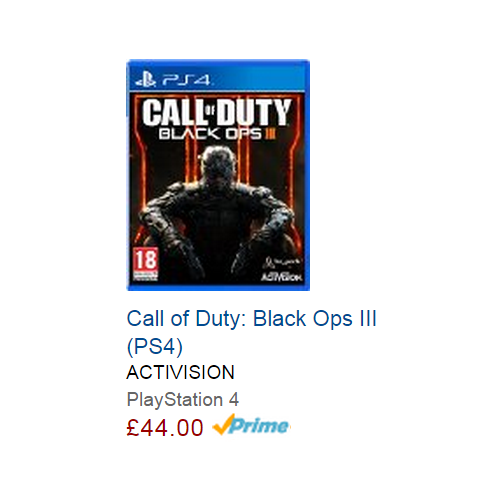 PS4
CALL OF DUTY
BLACK OPS III
18
ACTIVISION
Call of Duty: Black Ops III
(PS4)
ACTIVISION
PlayStation 4
£44.00 Prime